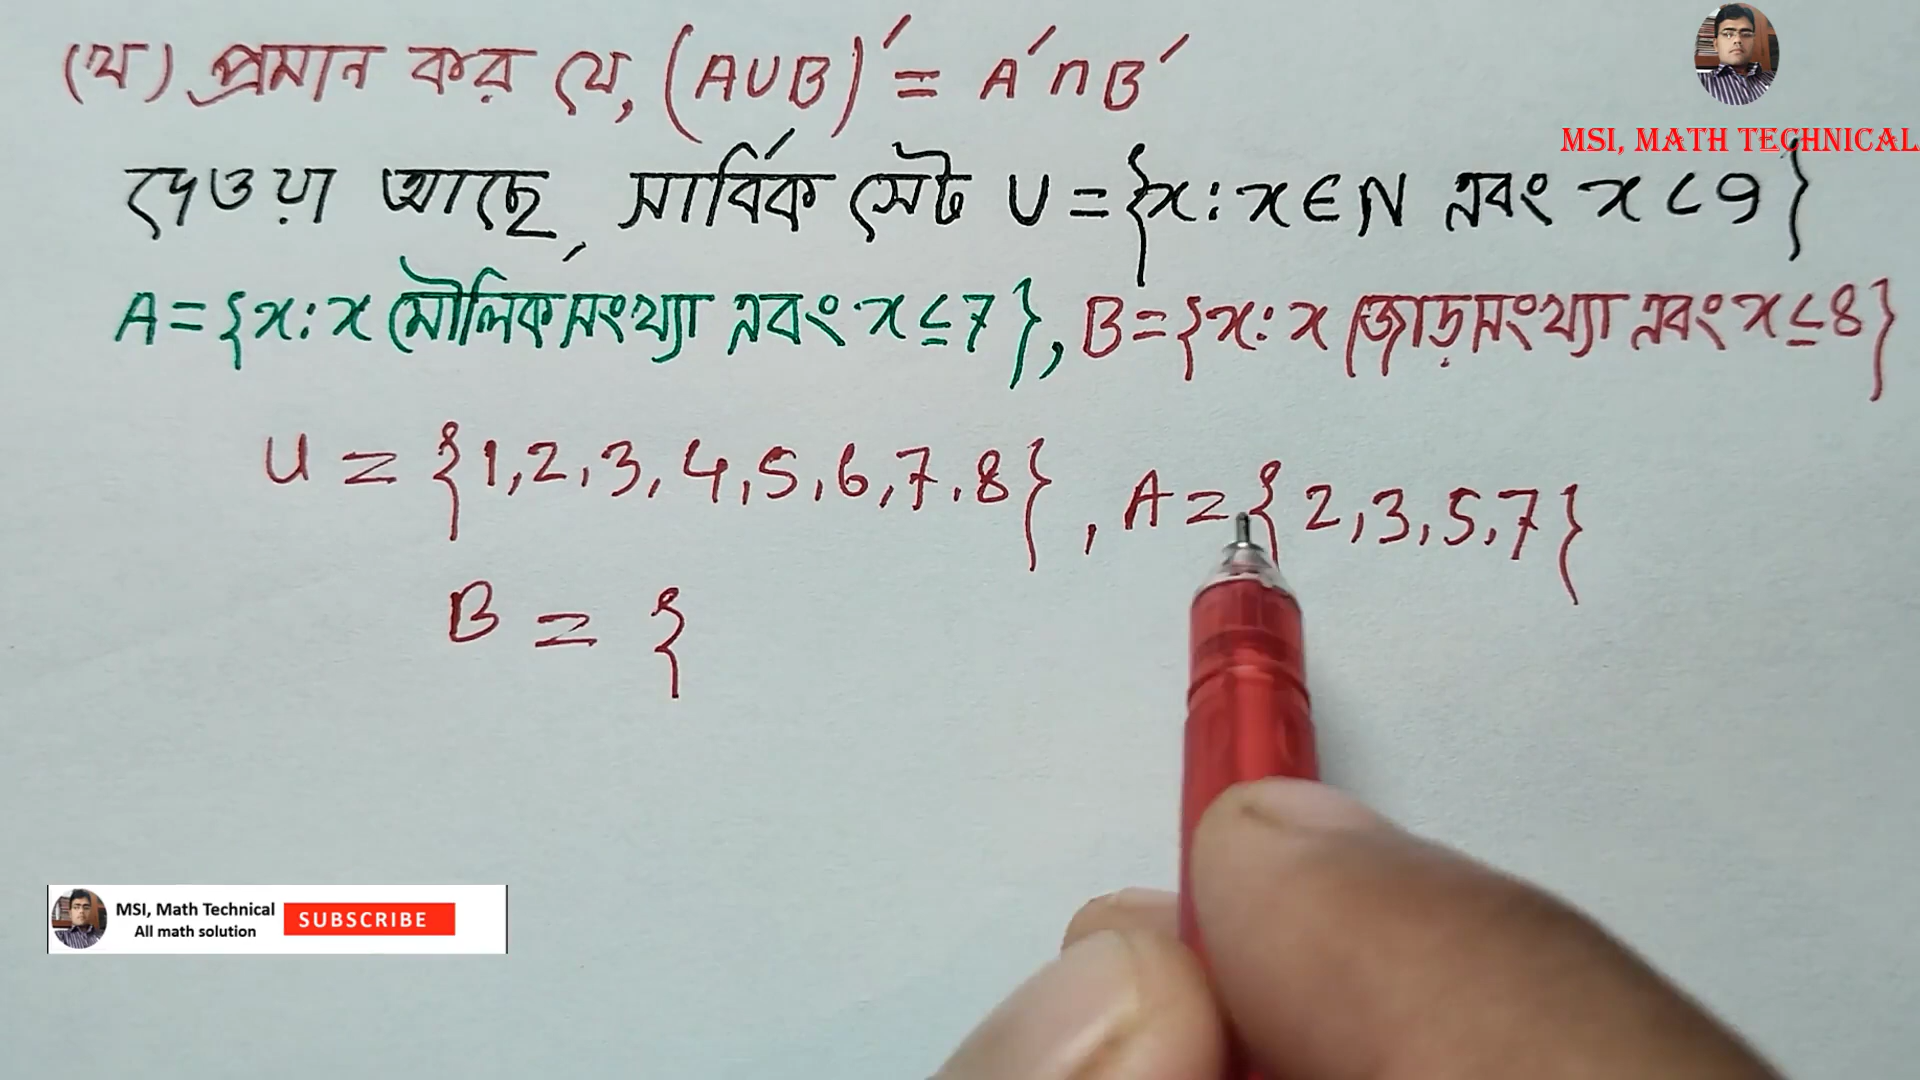 (খ) প্রমান কর যে, (A∪B)′ = A′∩B′
MSI, MATH TECHNICAL
দেওয়া আছে, সার্বিক সেট U = {x : x ∈ N এবং x < 9}
A = {x : x মৌলিক সংখ্যা এবং x ≤ 7}, B = {x : x জোড় সংখ্যা এবং x ≤ 8}
U = {1, 2, 3, 4, 5, 6, 7, 8}, A = {2, 3, 5, 7}
B = {
MSI, Math Technical
All math solution
SUBSCRIBE